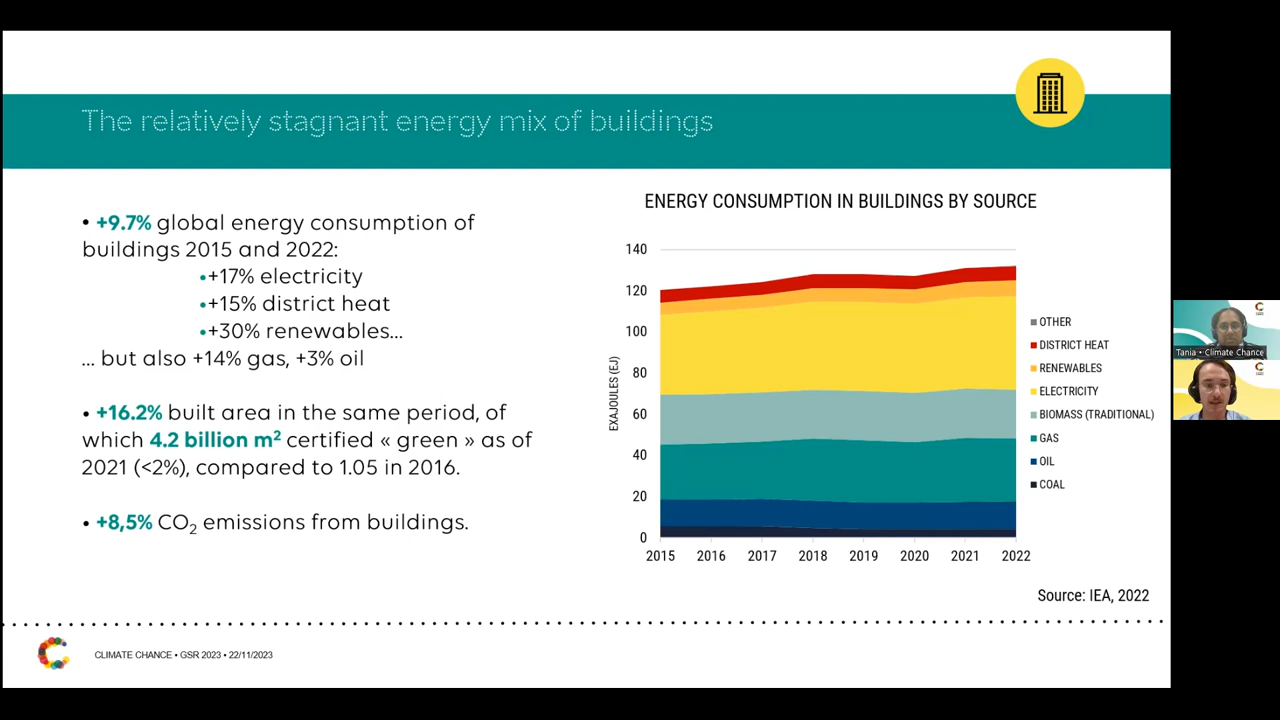 The relatively stagnant energy mix of buildings
• +9.7% global energy consumption of
buildings 2015 and 2022:
•+17% electricity
•+15% district heat
•+30% renewables...
... but also +14% gas, +3% oil
• +16.2% built area in the same period, of
which 4.2 billion m² certified « green » as of
2021 (<2%), compared to 1.05 in 2016.
• +8,5% CO₂ emissions from buildings.
ENERGY CONSUMPTION IN BUILDINGS BY SOURCE
EXAJOULES (EJ)
140
120
100
80
60
40
20
0
2015 2016 2017 2018 2019 2020 2021 2022
OTHER
DISTRICT HEAT
RENEWABLES
ELECTRICITY
BIOMASS (TRADITIONAL)
GAS
OIL
COAL
Source: IEA, 2022
CLIMATE CHANCE • GSR 2023 • 22/11/2023
Tania • Climate Chance